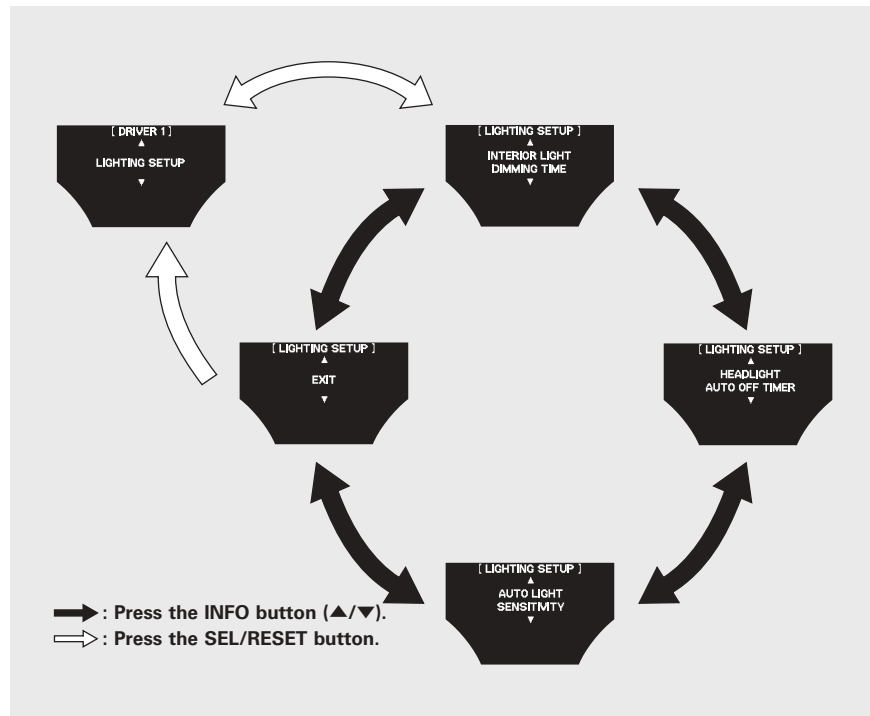 [ DRIVER 1 ]
▲
LIGHTING SETUP
▼
[ LIGHTING SETUP ]
▲
INTERIOR LIGHT
DIMMING TIME
▼
[ LIGHTING SETUP ]
▲
EXIT
▼
[ LIGHTING SETUP ]
▲
HEADLIGHT
AUTO OFF TIMER
▼
[ LIGHTING SETUP ]
▲
AUTO LIGHT
SENSITIVITY
▼
: Press the INFO button (▲/▼).
: Press the SEL/RESET button.